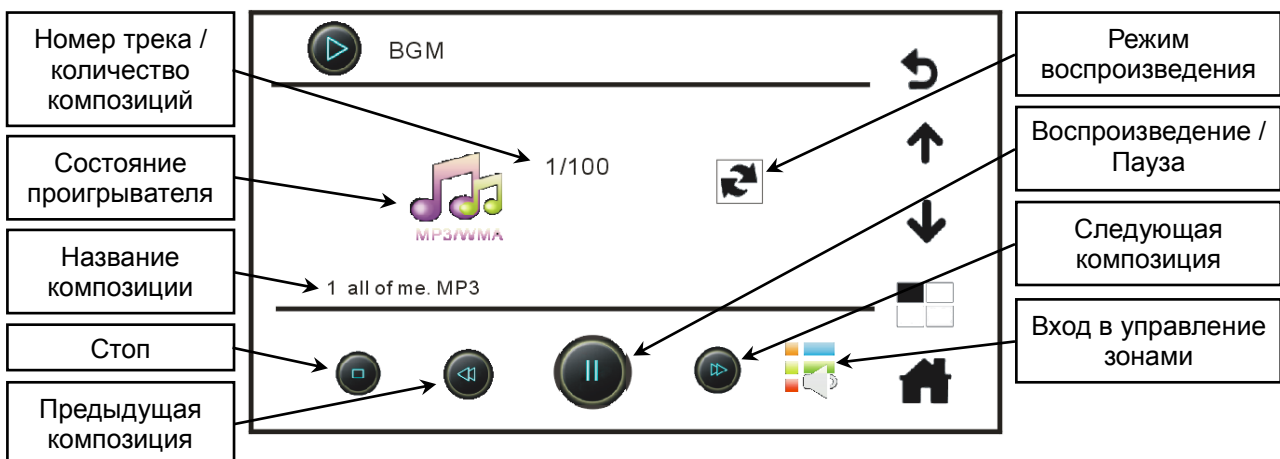 Номер трека /
количество
композиций
Состояние
проигрывателя
Название
композиции
Стоп
Предыдущая
композиция
BGM
1/100
MP3/WMA
1 all of me. MP3
Режим
воспроизведения
Воспроизведение /
Пауза
Следующая
композиция
Вход в управление
зонами